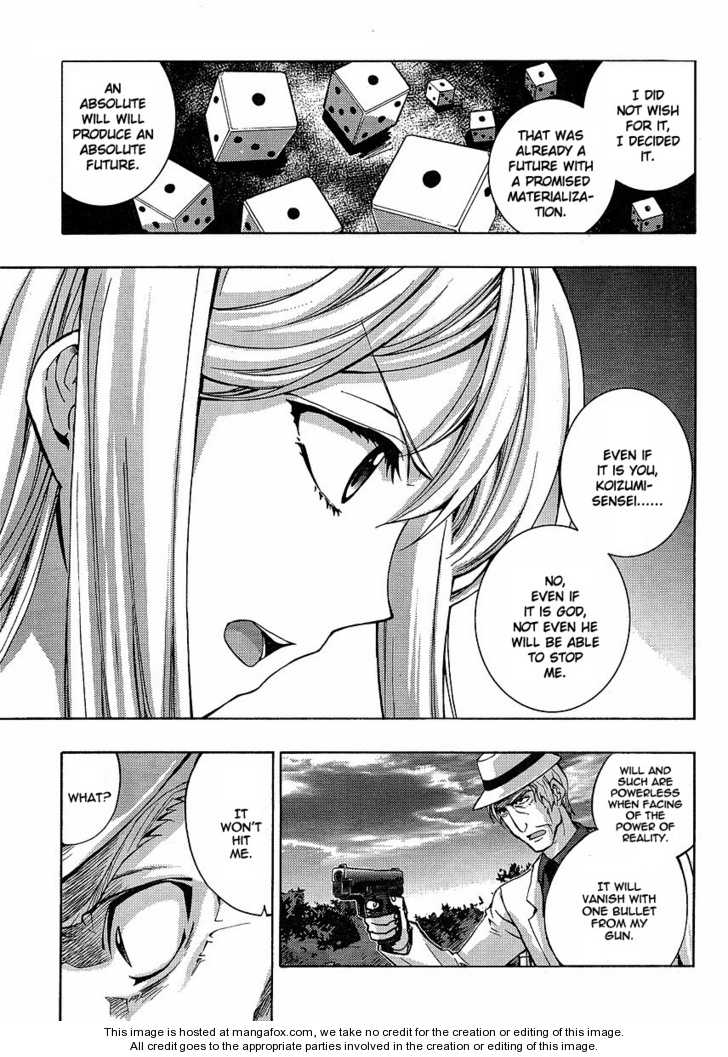 I DID
NOT WISH
FOR IT,
I DECIDED
IT.
THAT WAS
ALREADY A
FUTURE WITH
A PROMISED
MATERIALIZA-
TION.
AN
ABSOLUTE
WILL WILL
PRODUCE AN
ABSOLUTE
FUTURE.
EVEN IF
IT IS YOU,
KOIZUMI-
SENSEI......
NO,
EVEN IF
IT IS GOD,
NOT EVEN HE
WILL BE ABLE
TO STOP
ME.
WILL AND
SUCH ARE
POWERLESS
WHEN FACING
OF THE
POWER OF
REALITY.
IT WILL
VANISH WITH
ONE BULLET
FROM MY
GUN.
IT
WON'T
HIT
ME.
WHAT?
This image is hosted at mangafox.com, we take no credit for the creation or editing of this image.
All credit goes to the appropriate parties involved in the creation or editing of this image.